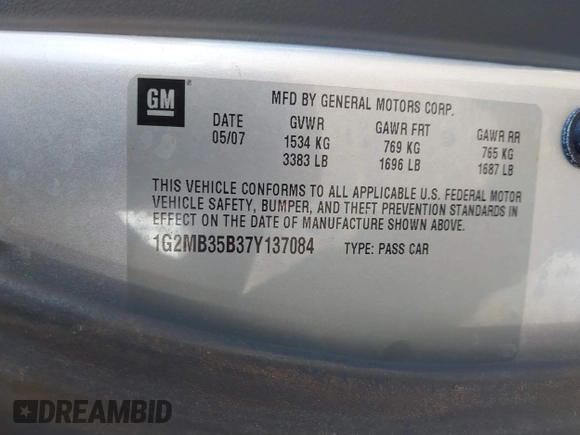 GM
MFD BY GENERAL MOTORS CORP.
DATE GVWR GAWR FRT GAWR RR
05/07 1534 KG 769 KG 765 KG
3383 LB 1696 LB 1687 LB
THIS VEHICLE CONFORMS TO ALL APPLICABLE U.S. FEDERAL MOTOR
VEHICLE SAFETY, BUMPER, AND THEFT PREVENTION STANDARDS IN
EFFECT ON THE DATE OF MANUFACTURE SHOWN ABOVE.
1G2MB35B37Y137084 TYPE: PASS CAR
DREAMBID